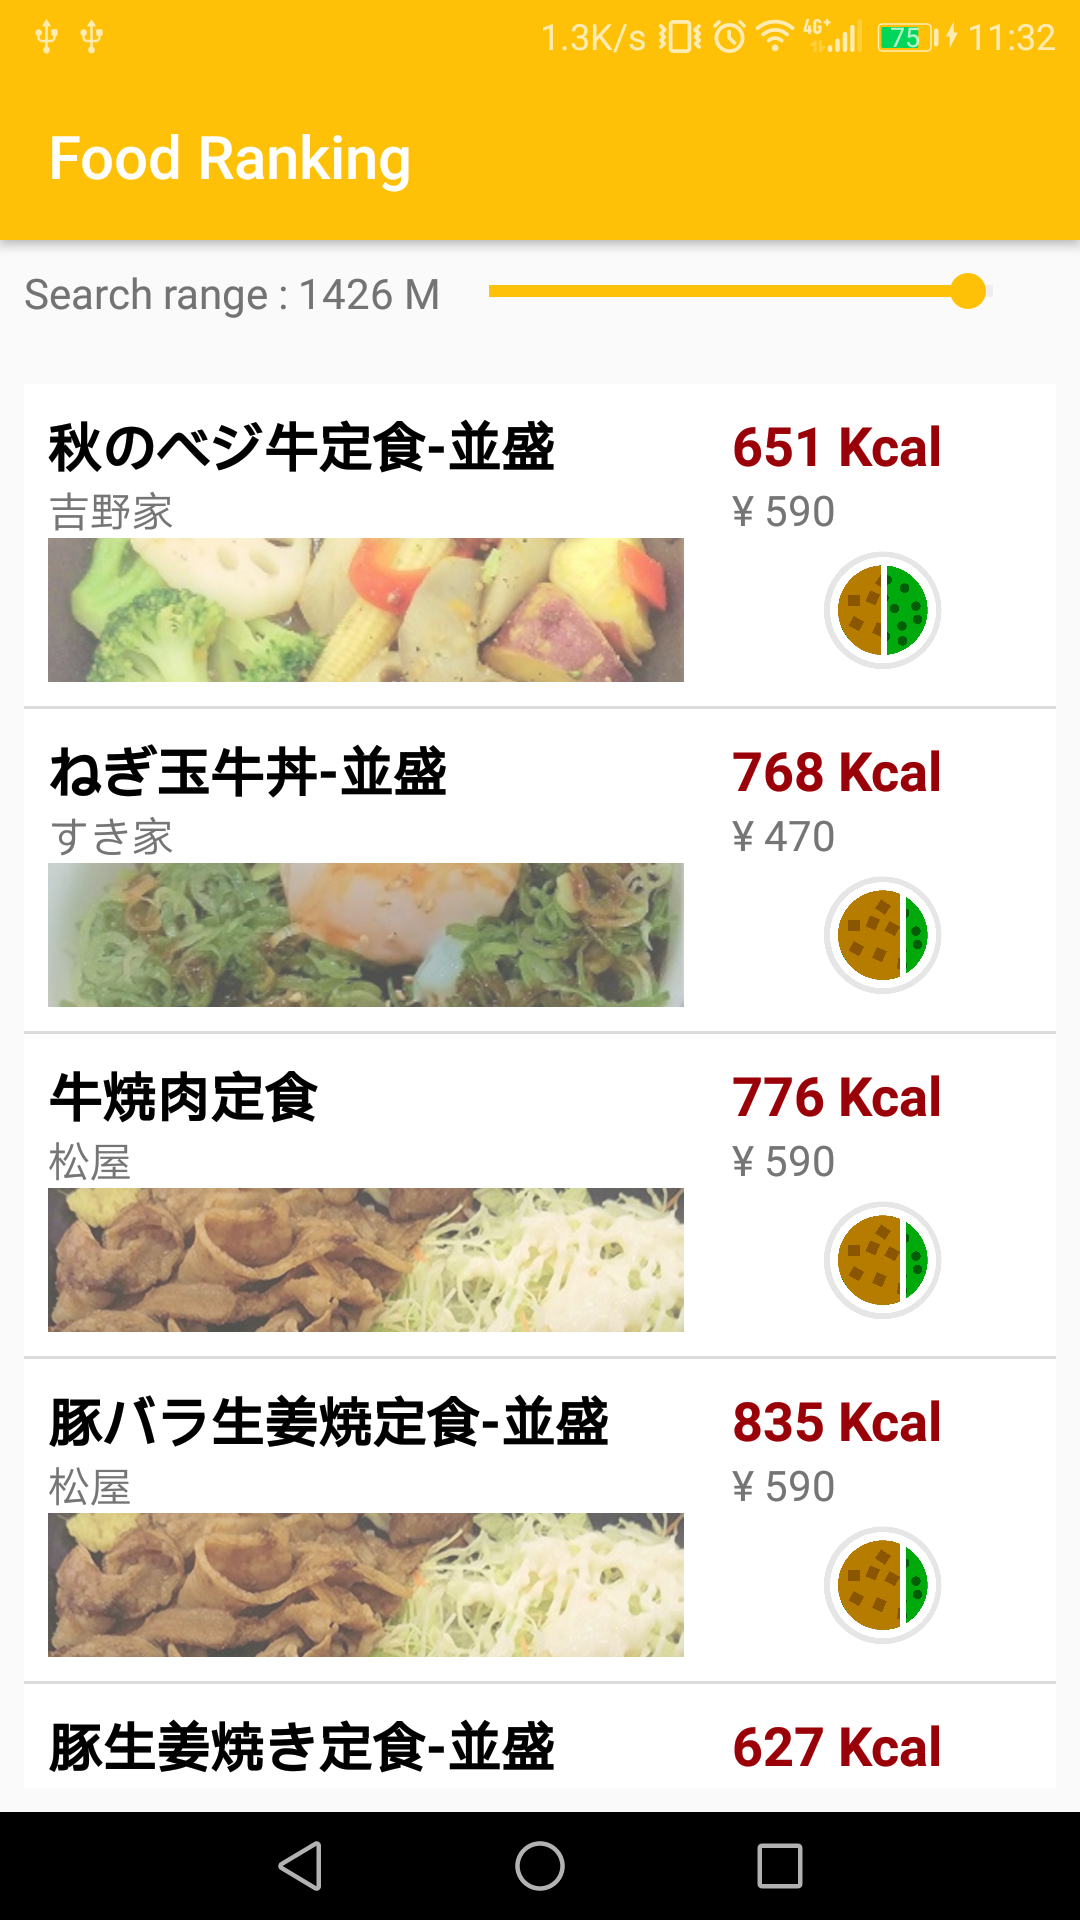 1.3K/s 4G+ 75 11:32
Food Ranking
Search range : 1426 M
秋のベジ牛定食-並盛 651 Kcal
吉野家 ¥ 590
ねぎ玉牛丼-並盛 768 Kcal
すき家 ¥ 470
牛焼肉定食 776 Kcal
松屋 ¥ 590
豚バラ生姜焼定食-並盛 835 Kcal
松屋 ¥ 590
豚生姜焼き定食-並盛 627 Kcal